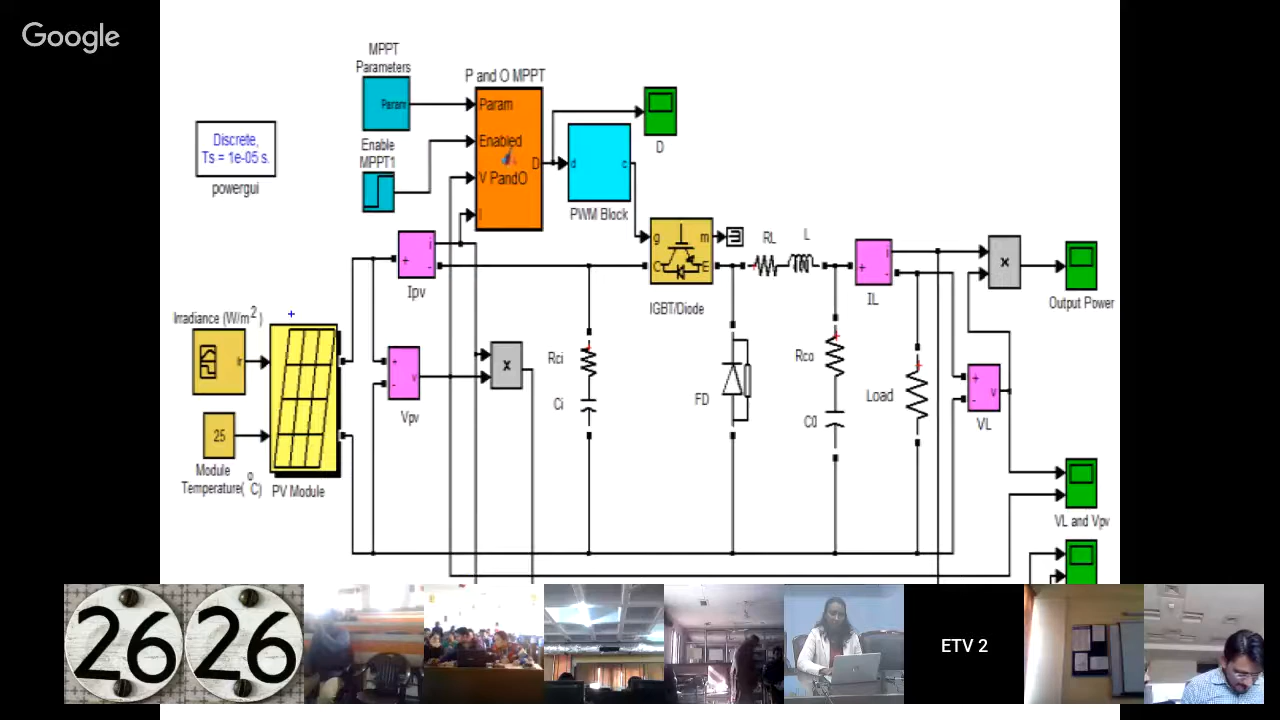 Google
MPPT
Parameters
Param
P and O MPPT
Param
Enabled
V PandO
I
D
Enable
MPPT1
Discrete,
Ts = 1e-05 s.
powergui
D
d
c
PWM Block
g
m
C
E
IGBT/Diode
RL
L
i
+
-
Ipv
i
+
-
IL
×
Output Power
Irradiance (W/m2)
Ir
25
Module
Temperature(oC)
PV Module
+
-
v
Vpv
×
Rci
Ci
FD
Rco
C0
Load
+
-
v
VL
VL and Vpv
26
26
ETV 2